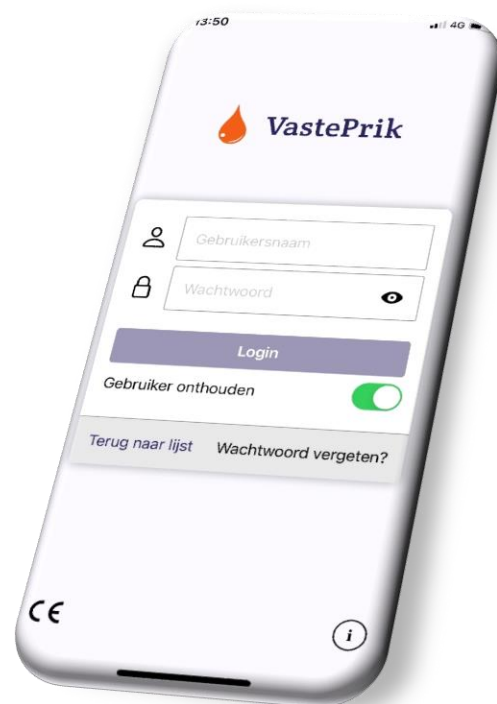 13:50 4G
VastePrik
Gebruikersnaam
Wachtwoord
Login
Gebruiker onthouden
Terug naar lijst Wachtwoord vergeten?
CE i